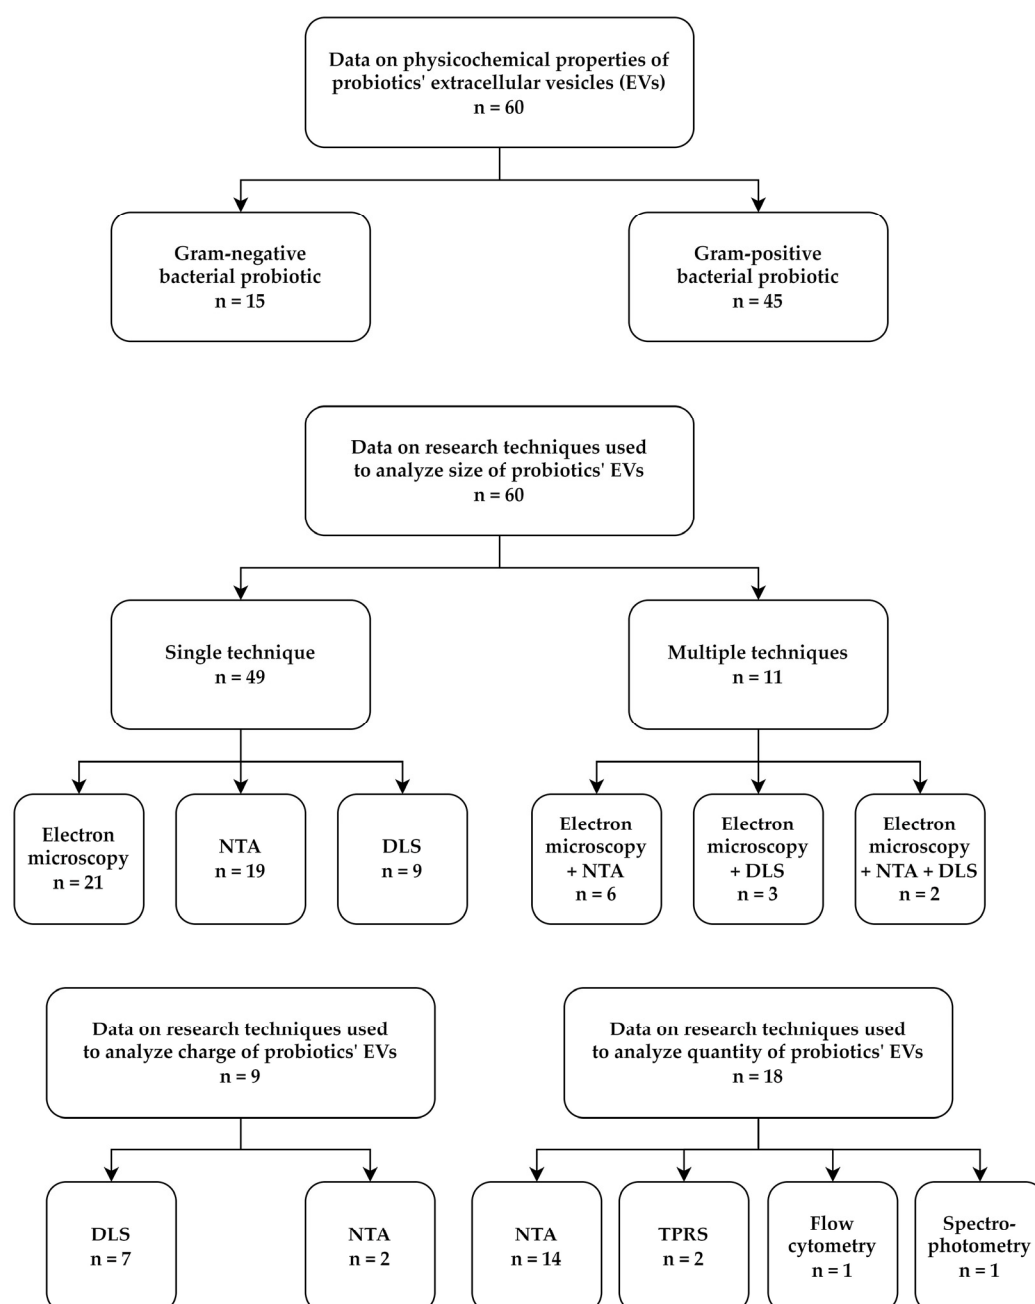 Data on physicochemical properties of
probiotics' extracellular vesicles (EVs)
n = 60
Gram-negative
bacterial probiotic
n = 15
Gram-positive
bacterial probiotic
n = 45
Data on research techniques used
to analyze size of probiotics' EVs
n = 60
Single technique
n = 49
Multiple techniques
n = 11
Electron
microscopy
n = 21
NTA
n = 19
DLS
n = 9
Electron
microscopy
+ NTA
n = 6
Electron
microscopy
+ DLS
n = 3
Electron
microscopy
+ NTA + DLS
n = 2
Data on research techniques used
to analyze charge of probiotics' EVs
n = 9
Data on research techniques used
to analyze quantity of probiotics' EVs
n = 18
DLS
n = 7
NTA
n = 2
NTA
n = 14
TPRS
n = 2
Flow
cytometry
n = 1
Spectro-
photometry
n = 1